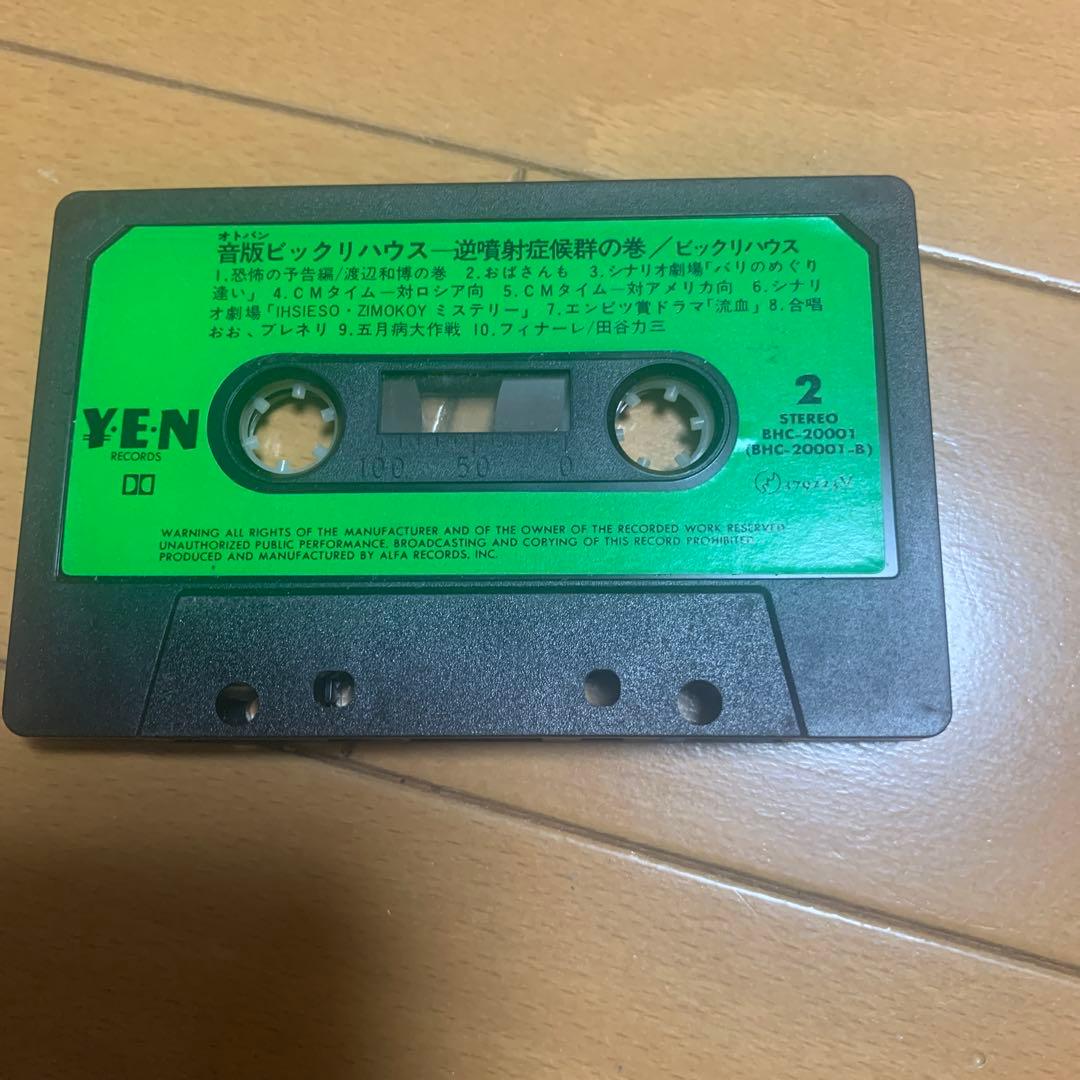 オトバン
音版ビックリハウス—逆噴射症候群の巻／ビックリハウス
1.恐怖の予告編/渡辺和博の巻 2.おばさんも 3.シナリオ劇場「パリのめぐり
逢い」 4.CMタイム—対ロシア向 5.CMタイム—対アメリカ向 6.シナリ
オ劇場「IHSIESO・ZIMOKOY ミステリー」 7.エンピツ賞ドラマ「流血」 8.合唱
おお、ブレネリ 9.五月病大作戦 10.フィナーレ/田谷力三
¥·E·N
RECORDS
2
STEREO
BHC-20001
(BHC-20001-B)
100 50 0
WARNING ALL RIGHTS OF THE MANUFACTURER AND OF THE OWNER OF THE RECORDED WORK RESERVED
UNAUTHORIZED PUBLIC PERFORMANCE, BROADCASTING AND COPYING OF THIS RECORD PROHIBITED
PRODUCED AND MANUFACTURED BY ALFA RECORDS, INC.